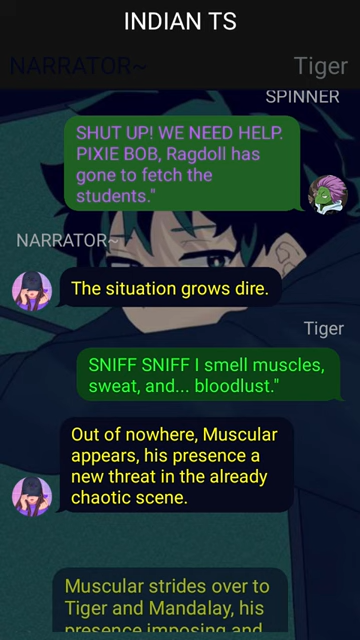 INDIAN TS
NARRATOR~
Tiger
SPINNER
SHUT UP! WE NEED HELP.
PIXIE BOB, Ragdoll has
gone to fetch the
students."
NARRATOR~
The situation grows dire.
Tiger
SNIFF SNIFF I smell muscles,
sweat, and... bloodlust."
Out of nowhere, Muscular
appears, his presence a
new threat in the already
chaotic scene.
Muscular strides over to
Tiger and Mandalay, his
presence imposing and